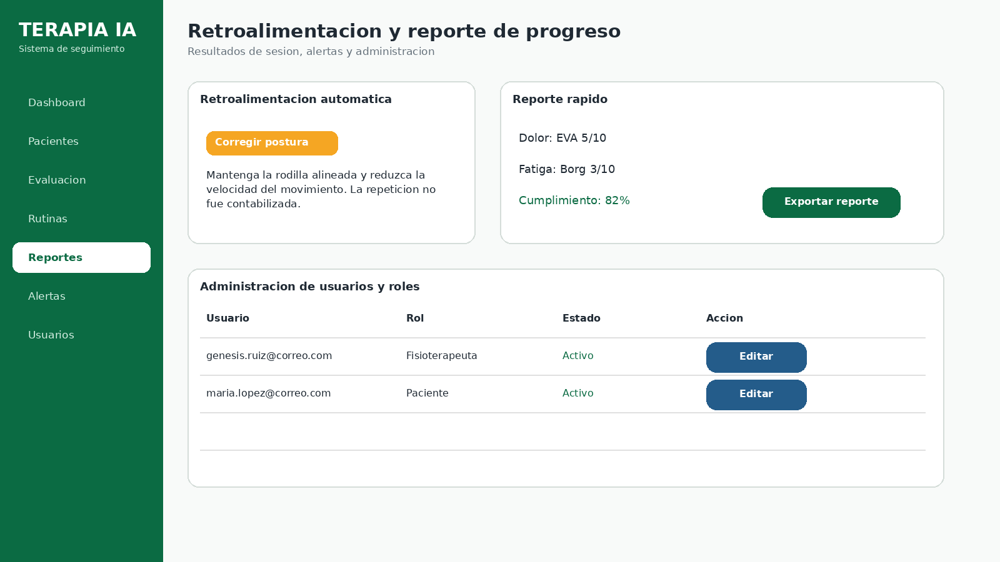 TERAPIA IA
Sistema de seguimiento
Dashboard
Pacientes
Evaluacion
Rutinas
Reportes
Alertas
Usuarios
Retroalimentacion y reporte de progreso
Resultados de sesion, alertas y administracion
Retroalimentacion automatica
Corregir postura
Mantenga la rodilla alineada y reduzca la
velocidad del movimiento. La repeticion no
fue contabilizada.
Reporte rapido
Dolor: EVA 5/10
Fatiga: Borg 3/10
Cumplimiento: 82%
Exportar reporte
Administracion de usuarios y roles
Usuario Rol Estado Accion
genesis.ruiz@correo.com Fisioterapeuta Activo Editar
maria.lopez@correo.com Paciente Activo Editar